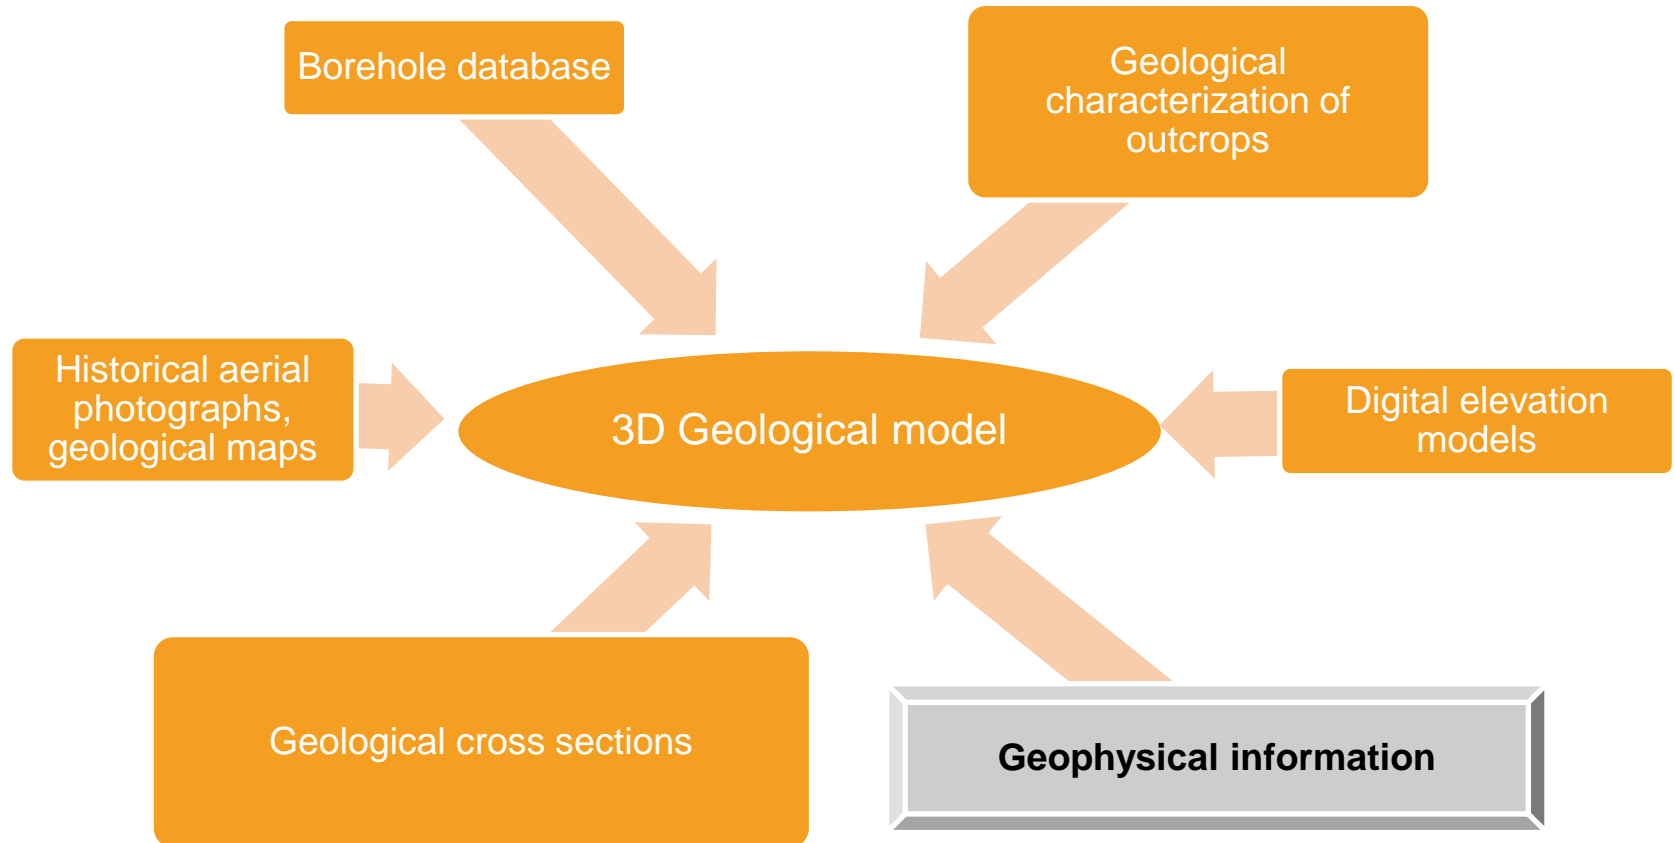 Borehole database
Geological
characterization of
outcrops
Historical aerial
photographs,
geological maps
3D Geological model
Digital elevation
models
Geological cross sections
Geophysical information